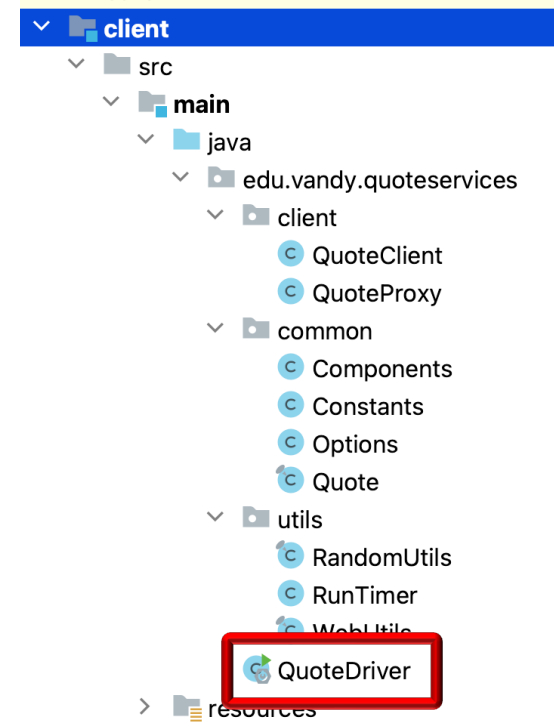 client
src
main
java
edu.vandy.quoteservices
client
QuoteClient
QuoteProxy
common
Components
Constants
Options
Quote
utils
RandomUtils
RunTimer
WebUtils
QuoteDriver
resources